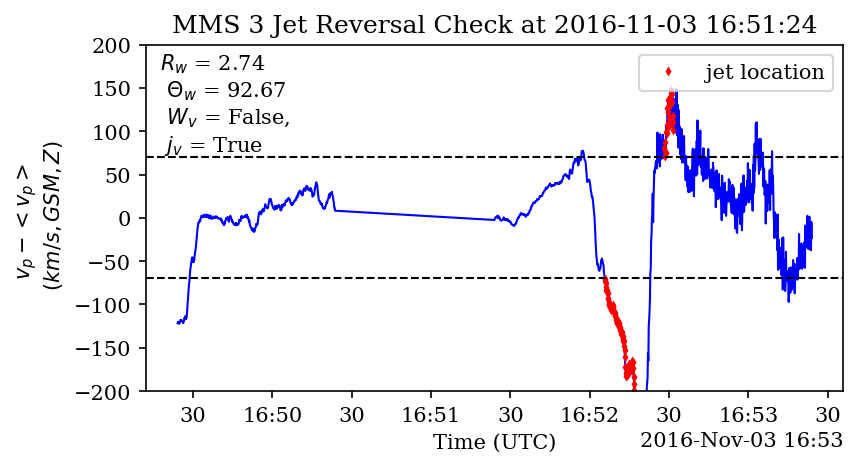 MMS 3 Jet Reversal Check at 2016-11-03 16:51:24
R_w = 2.74
Θ_w = 92.67
W_v = False,
j_v = True
jet location
v_p − < v_p >
(km/s, GSM, Z)
200
150
100
50
0
−50
−100
−150
−200
30 16:50 30 16:51 30 16:52 30 16:53 30
Time (UTC)
2016-Nov-03 16:53